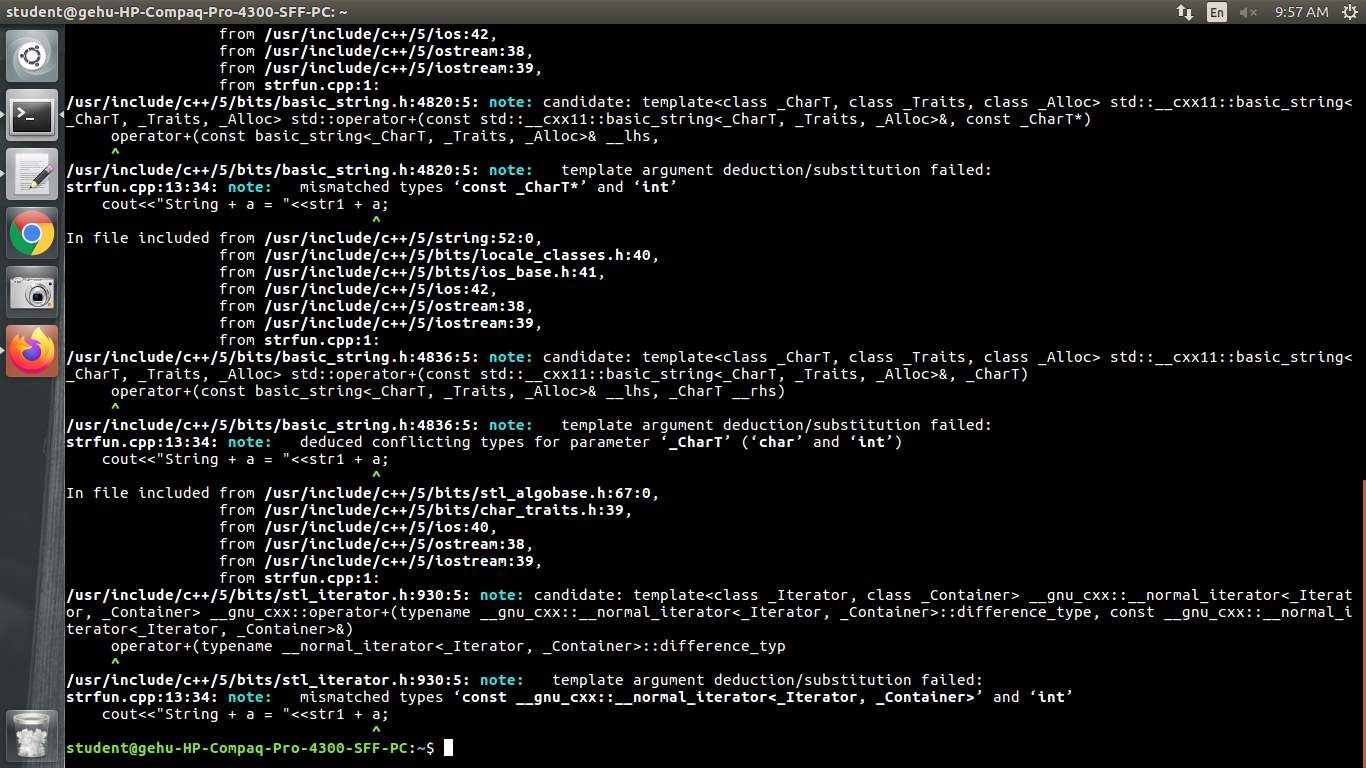 student@gehu-HP-Compaq-Pro-4300-SFF-PC: ~
En
9:57 AM
from /usr/include/c++/5/ios:42,
from /usr/include/c++/5/ostream:38,
from /usr/include/c++/5/iostream:39,
from strfun.cpp:1:
/usr/include/c++/5/bits/basic_string.h:4820:5: note: candidate: template<class _CharT, class _Traits, class _Alloc> std::__cxx11::basic_string<
_CharT, _Traits, _Alloc> std::operator+(const std::__cxx11::basic_string<_CharT, _Traits, _Alloc>&, const _CharT*)
operator+(const basic_string<_CharT, _Traits, _Alloc>& __lhs,
^
/usr/include/c++/5/bits/basic_string.h:4820:5: note:   template argument deduction/substitution failed:
strfun.cpp:13:34: note:   mismatched types ‘const _CharT*’ and ‘int’
cout<<"String + a = "<<str1 + a;
^
In file included from /usr/include/c++/5/string:52:0,
from /usr/include/c++/5/bits/locale_classes.h:40,
from /usr/include/c++/5/bits/ios_base.h:41,
from /usr/include/c++/5/ios:42,
from /usr/include/c++/5/ostream:38,
from /usr/include/c++/5/iostream:39,
from strfun.cpp:1:
/usr/include/c++/5/bits/basic_string.h:4836:5: note: candidate: template<class _CharT, class _Traits, class _Alloc> std::__cxx11::basic_string<
_CharT, _Traits, _Alloc> std::operator+(const std::__cxx11::basic_string<_CharT, _Traits, _Alloc>&, _CharT)
operator+(const basic_string<_CharT, _Traits, _Alloc>& __lhs, _CharT __rhs)
^
/usr/include/c++/5/bits/basic_string.h:4836:5: note:   template argument deduction/substitution failed:
strfun.cpp:13:34: note:   deduced conflicting types for parameter ‘_CharT’ (‘char’ and ‘int’)
cout<<"String + a = "<<str1 + a;
^
In file included from /usr/include/c++/5/bits/stl_algobase.h:67:0,
from /usr/include/c++/5/bits/char_traits.h:39,
from /usr/include/c++/5/ios:40,
from /usr/include/c++/5/ostream:38,
from /usr/include/c++/5/iostream:39,
from strfun.cpp:1:
/usr/include/c++/5/bits/stl_iterator.h:930:5: note: candidate: template<class _Iterator, class _Container> __gnu_cxx::__normal_iterator<_Iterat
or, _Container> __gnu_cxx::operator+(typename __gnu_cxx::__normal_iterator<_Iterator, _Container>::difference_type, const __gnu_cxx::__normal_i
terator<_Iterator, _Container>&)
operator+(typename __normal_iterator<_Iterator, _Container>::difference_typ
^
/usr/include/c++/5/bits/stl_iterator.h:930:5: note:   template argument deduction/substitution failed:
strfun.cpp:13:34: note:   mismatched types ‘const __gnu_cxx::__normal_iterator<_Iterator, _Container>’ and ‘int’
cout<<"String + a = "<<str1 + a;
^
student@gehu-HP-Compaq-Pro-4300-SFF-PC:~$